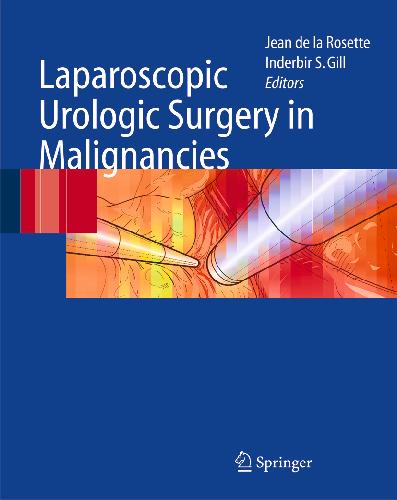 Jean de la Rosette
Inderbir S. Gill
Editors
Laparoscopic
Urologic Surgery in
Malignancies
Springer